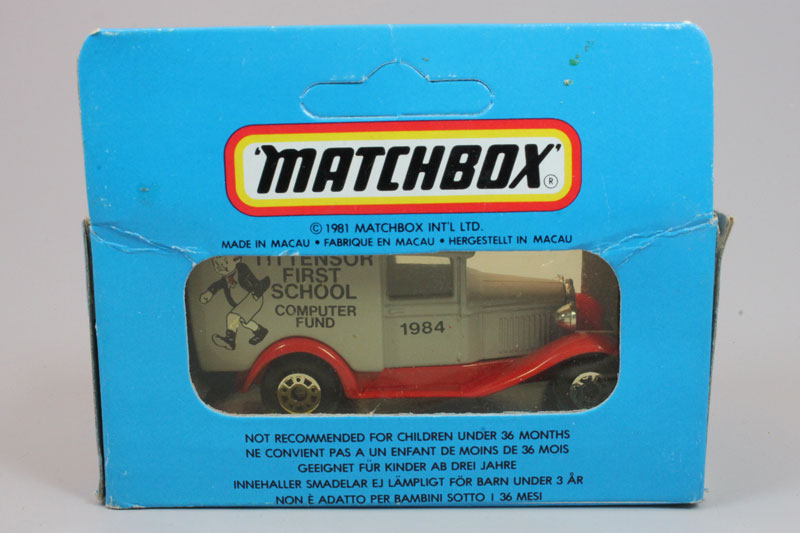 'MATCHBOX'®
© 1981 MATCHBOX INT'L LTD.
MADE IN MACAU • FABRIQUE EN MACAU • HERGESTELLT IN MACAU
TITTENSOR
FIRST
SCHOOL
COMPUTER
FUND
1984
NOT RECOMMENDED FOR CHILDREN UNDER 36 MONTHS
NE CONVIENT PAS A UN ENFANT DE MOINS DE 36 MOIS
GEEIGNET FÜR KINDER AB DREI JAHRE
INNEHALLER SMADELAR EJ LÄMPLIGT FÖR BARN UNDER 3 ÅR
NON È ADATTO PER BAMBINI SOTTO I 36 MESI